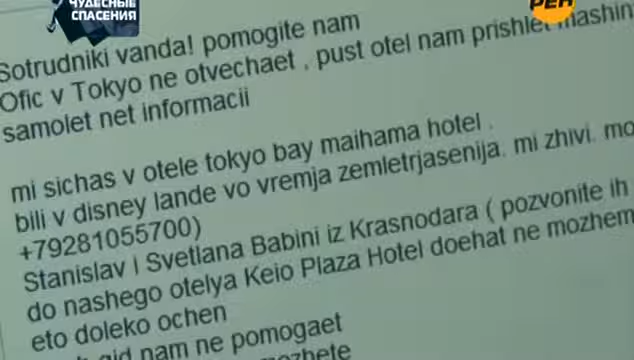 ЧУДЕСНЫЕ
СПАСЕНИЯ
РЕН
Sotrudniki vanda! pomogite nam
Ofic v Tokyo ne otvechaet , pust otel nam prishlet mashin
samolet net informacii
mi sichas v otele tokyo bay maihama hotel .
bili v disney lande vo vremja zemletrjasenija. mi zhivi. mo
+79281055700)
Stanislav i Svetlana Babini iz Krasnodara ( pozvonite ih
do nashego otelya Keio Plaza Hotel doehat ne mozhem
eto doleko ochen
gid nam ne pomogaet
mozhete